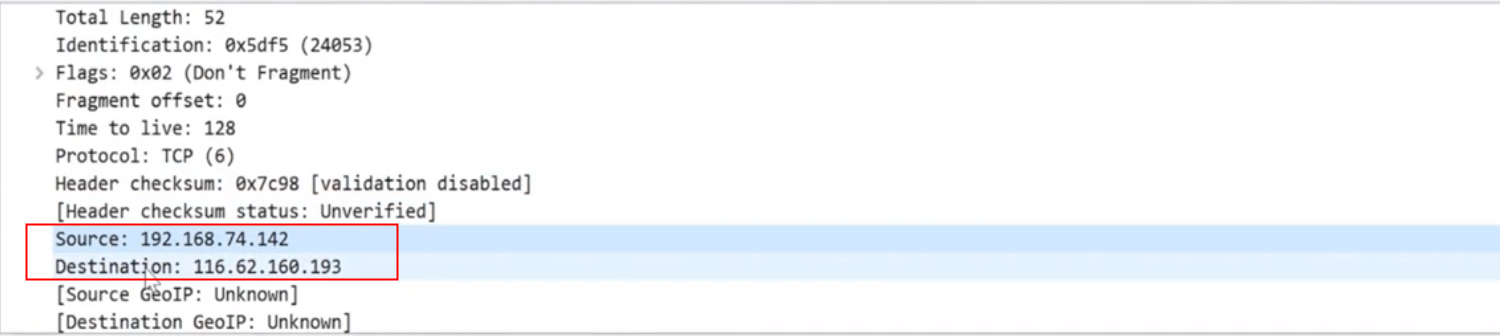 Total Length: 52
Identification: 0x5df5 (24053)
Flags: 0x02 (Don't Fragment)
Fragment offset: 0
Time to live: 128
Protocol: TCP (6)
Header checksum: 0x7c98 [validation disabled]
[Header checksum status: Unverified]
Source: 192.168.74.142
Destination: 116.62.160.193
[Source GeoIP: Unknown]
[Destination GeoIP: Unknown]